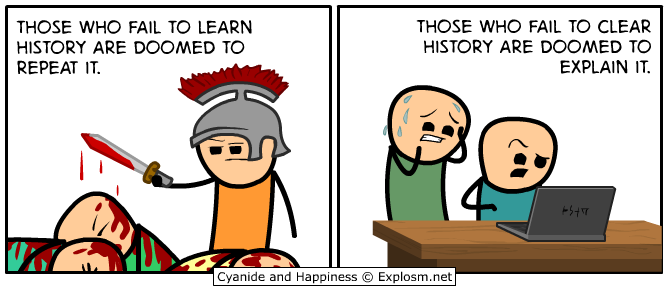 THOSE WHO FAIL TO LEARN
HISTORY ARE DOOMED TO
REPEAT IT.
THOSE WHO FAIL TO CLEAR
HISTORY ARE DOOMED TO
EXPLAIN IT.
Cyanide and Happiness © Explosm.net